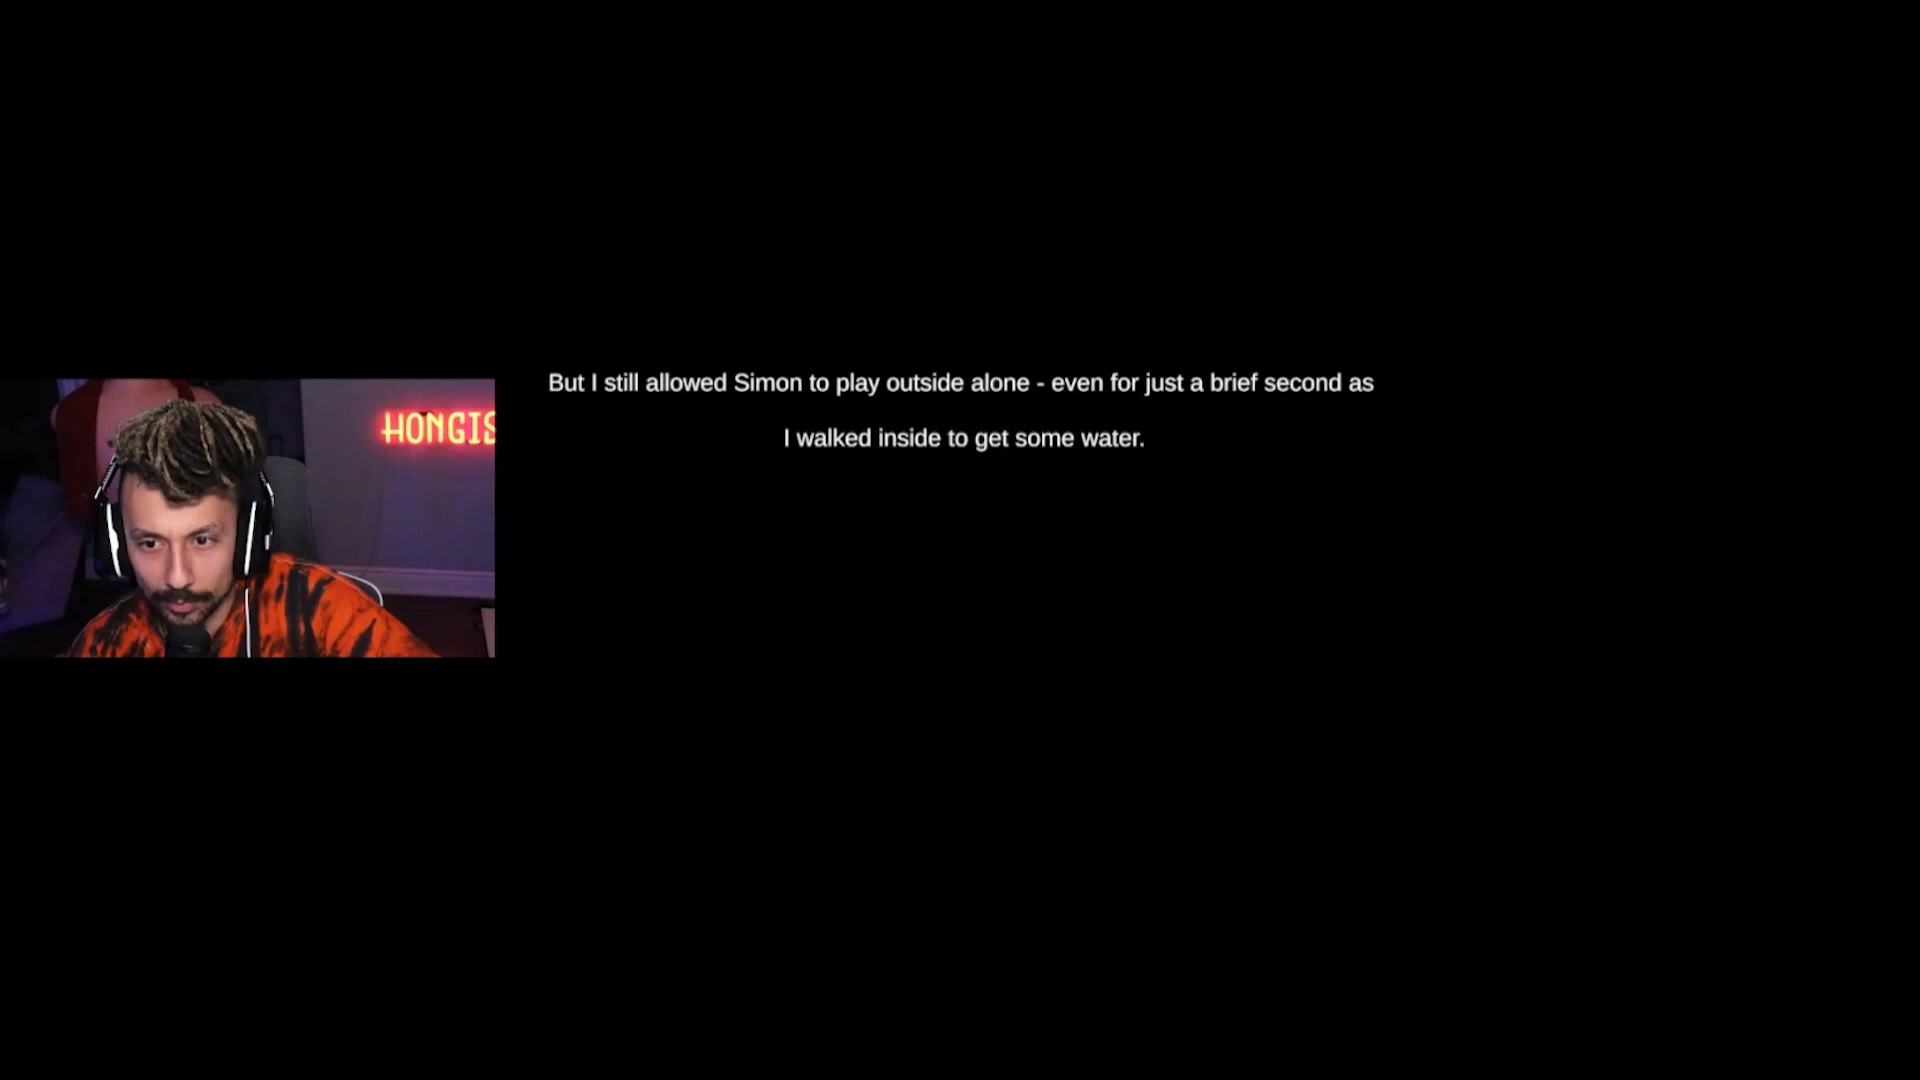 But I still allowed Simon to play outside alone - even for just a brief second as
I walked inside to get some water.
HONGIS